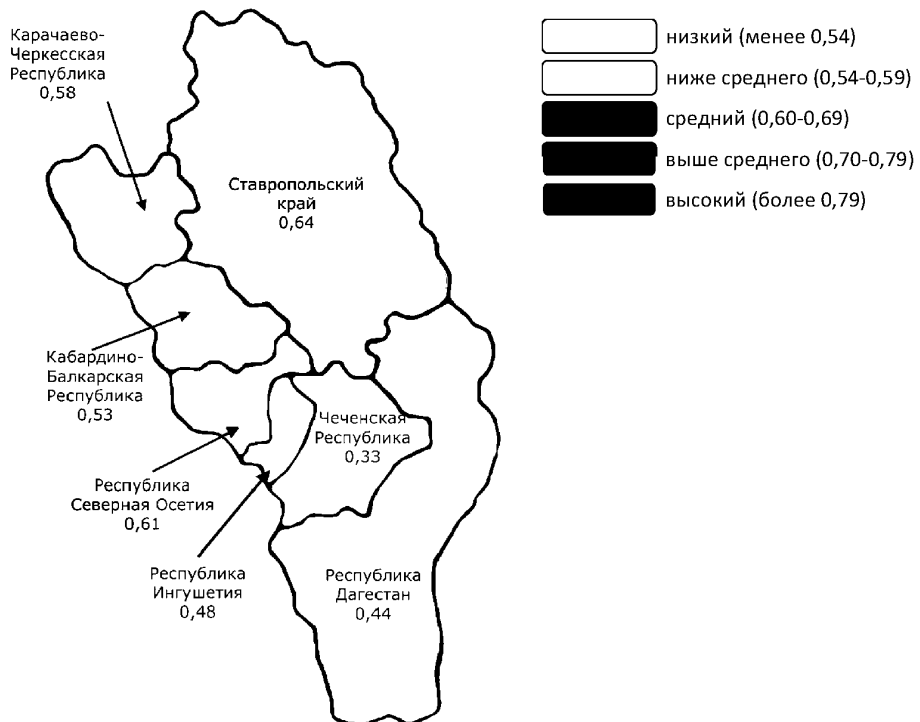 Карачаево-
Черкесская
Республика
0,58
Ставропольский
край
0,64
Кабардино-
Балкарская
Республика
0,53
Чеченская
Республика
0,33
Республика
Северная Осетия
0,61
Республика
Ингушетия
0,48
Республика
Дагестан
0,44
низкий (менее 0,54)
ниже среднего (0,54-0,59)
средний (0,60-0,69)
выше среднего (0,70-0,79)
высокий (более 0,79)